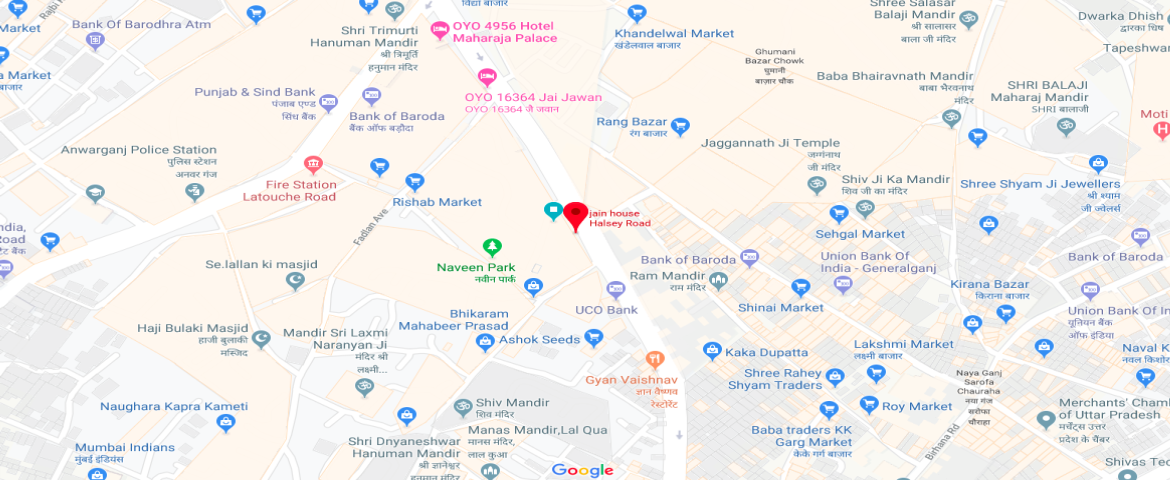 विद्या बाजार
Bank Of Barodhra Atm
Shri Trimurti
Hanuman Mandir
श्री त्रिमूर्ति
हनुमान मंदिर
OYO 4956 Hotel
Maharaja Palace
Khandelwal Market
खंडेलवाल बाजार
Shree Salasar
Balaji Mandir
श्री सालासर
बाला जी मंदिर
Dwarka Dhish
द्वारका धिष
Tapeshwar
Ghumani
Bazar Chowk
घुमानी
बाज़ार चौक
a Market
बाजार
Punjab & Sind Bank
पंजाब एण्ड
सिंध बैंक
Bank of Baroda
बैंक ऑफ़ बड़ौदा
OYO 16364 Jai Jawan
OYO 16364 जै जवान
Baba Bhairavnath Mandir
बाबा भैरवनाथ
मंदिर
SHRI BALAJI
Maharaj Mandir
SHRI बालाजी
Moti
Rang Bazar
रंग बाजार
Anwarganj Police Station
पुलिस स्टेशन
अनवर गंज
Jaggannath Ji Temple
जगंनाथ
जी मंदिर
Fire Station
Latouche Road
Rishabh Market
Shiv Ji Ka Mandir
शिव जी का मंदिर
Shree Shyam Ji Jewellers
श्री श्याम
जी ज्वेलर्स
jain house
Halsey Road
Fadlan Ave
Sehgal Market
India,
Road
Se.lallan ki masjid
Naveen Park
नवीन पार्क
Bank of Baroda
Ram Mandir
राम मंदिर
Union Bank Of
India - Generalganj
Bank of Baroda
Kirana Bazar
किराना बाजार
UCO Bank
Shinai Market
Union Bank Of In
यूनियन बैंक
ऑफ़ इंडिया
Bhikaram
Mahabeer Prasad
Haji Bulaki Masjid
हाजी बुलाकी
मस्जिद
Mandir Sri Laxmi
Naranyan Ji
मंदिर श्री
लक्ष्मी...
Ashok Seeds
Kaka Dupatta
Lakshmi Market
लक्ष्मी बाजार
Naval K
नवल किशोर
Gyan Vaishnav
ज्ञान वैष्णव
रेस्टोरेंट
Shree Rahey
Shyam Traders
Naya Ganj
Sarofa
Chauraha
नया गंज
सरोफा
चौराहा
Naughara Kapra Kameti
Shiv Mandir
शिव मंदिर
Roy Market
Merchants' Cham
of Uttar Pradesh
मर्चेंट्स उत्तर
प्रदेश के चैंबर
Manas Mandir,Lal Qua
मानस मंदिर,
लाल कुआ
Baba traders KK
Garg Market
केके गर्ग बाजार
Birhana Rd
Mumbai Indians
मुंबई इंडियंस
Shri Dnyaneshwar
Hanuman Mandir
श्री ज्ञानेश्वर
हनुमान मंदिर
Google
Shivas Tec